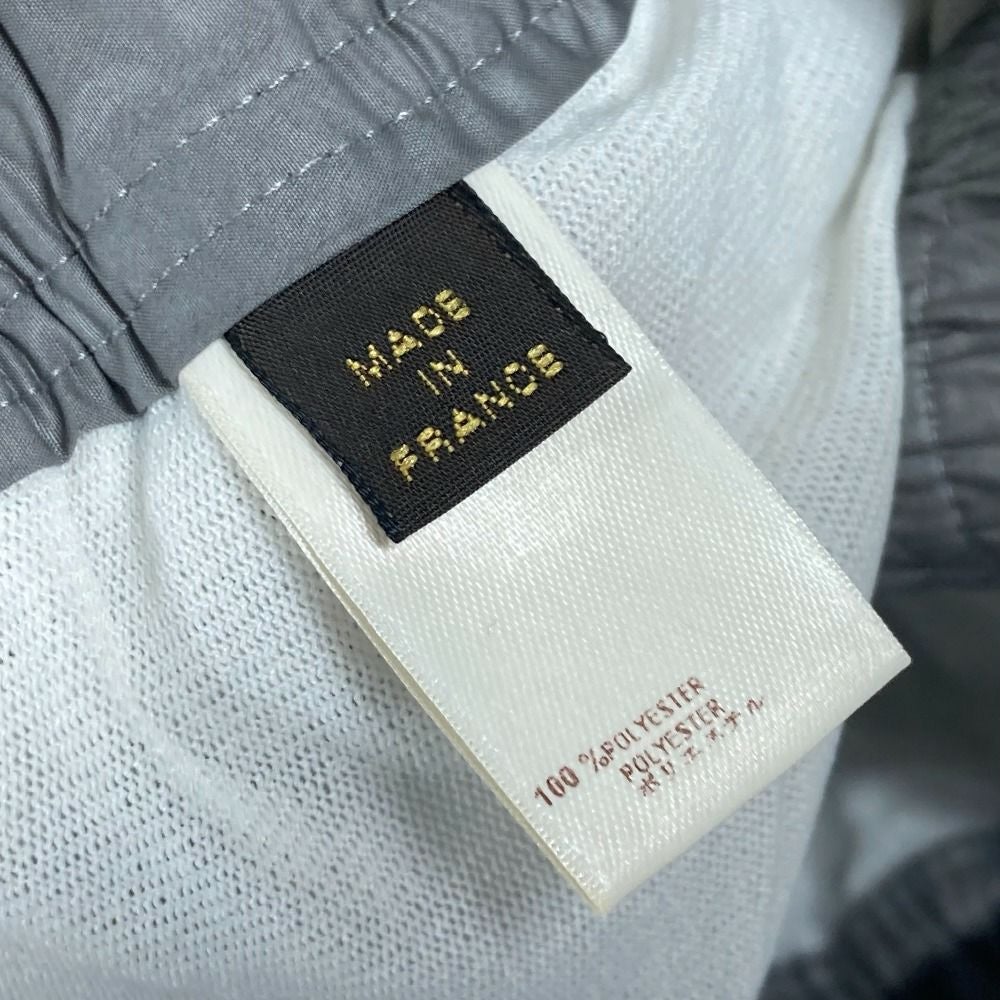 MADE
IN
FRANCE
100 %POLYESTER
POLYESTER
ポリエステル